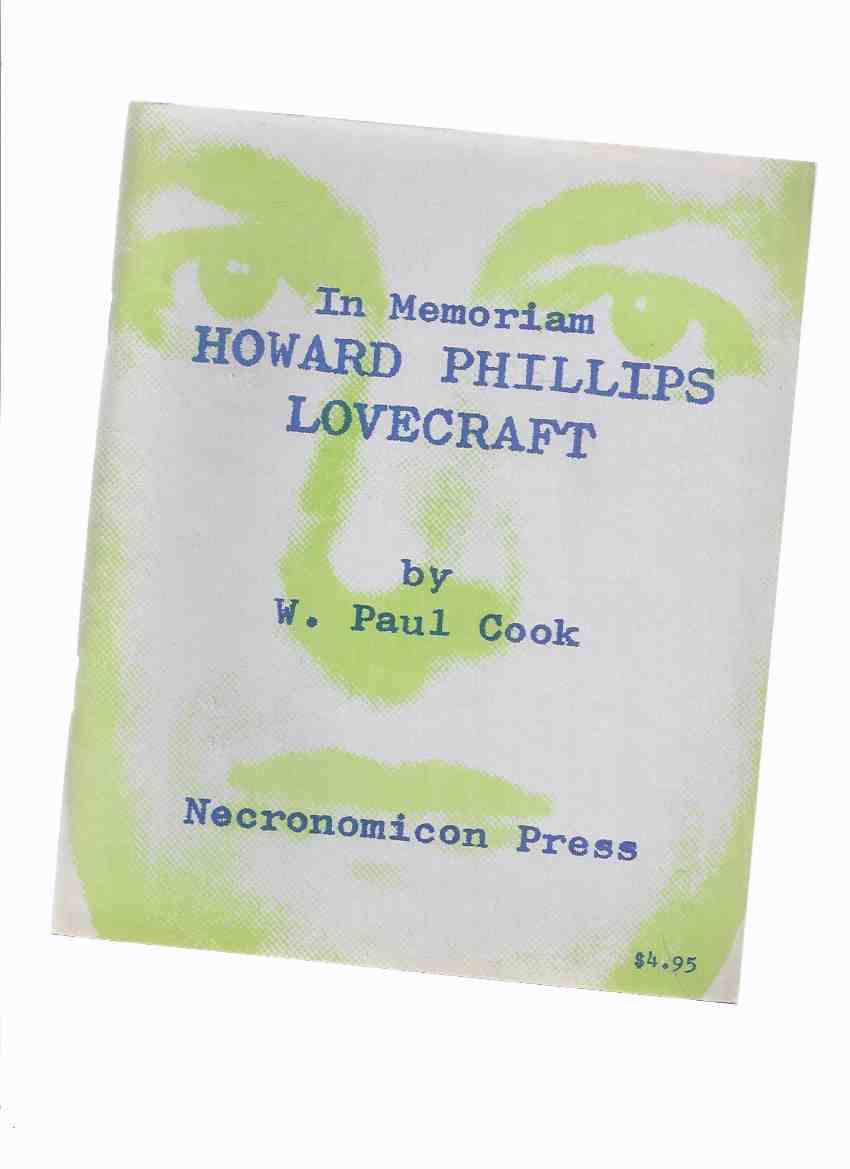 In Memoriam
HOWARD PHILLIPS
LOVECRAFT
by
W. Paul Cook
Necronomicon Press
$4.95